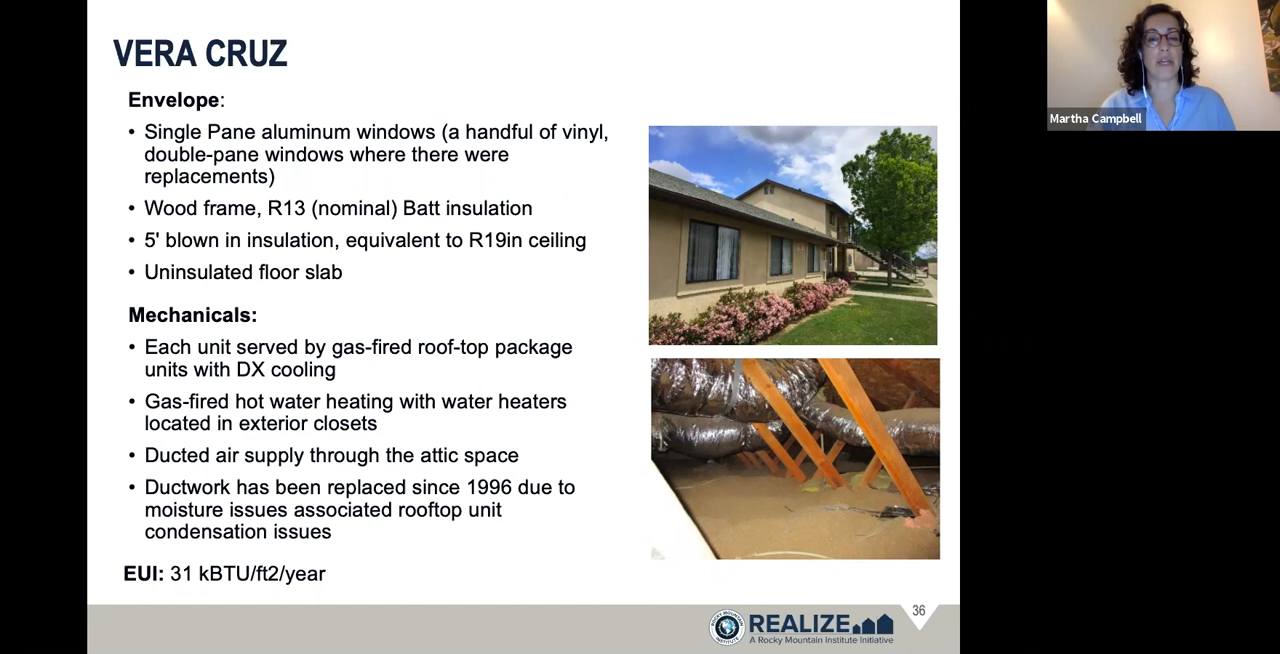 VERA CRUZ
Envelope:
• Single Pane aluminum windows (a handful of vinyl,
double-pane windows where there were
replacements)
• Wood frame, R13 (nominal) Batt insulation
• 5' blown in insulation, equivalent to R19in ceiling
• Uninsulated floor slab
Mechanicals:
• Each unit served by gas-fired roof-top package
units with DX cooling
• Gas-fired hot water heating with water heaters
located in exterior closets
• Ducted air supply through the attic space
• Ductwork has been replaced since 1996 due to
moisture issues associated rooftop unit
condensation issues
EUI: 31 kBTU/ft2/year
Martha Campbell
ROCKY MOUNTAIN INSTITUTE
REALIZE
A Rocky Mountain Institute Initiative
36